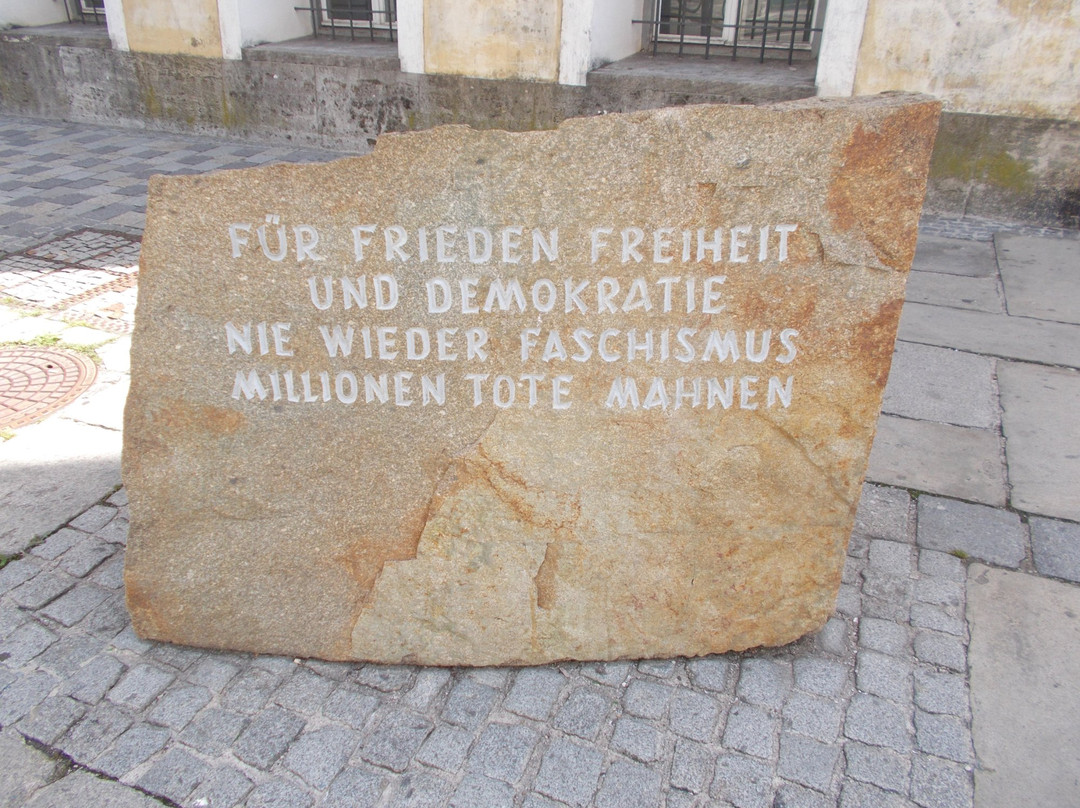 FÜR FRIEDEN FREIHEIT
UND DEMOKRATIE
NIE WIEDER FASCHISMUS
MILLIONEN TOTE MAHNEN